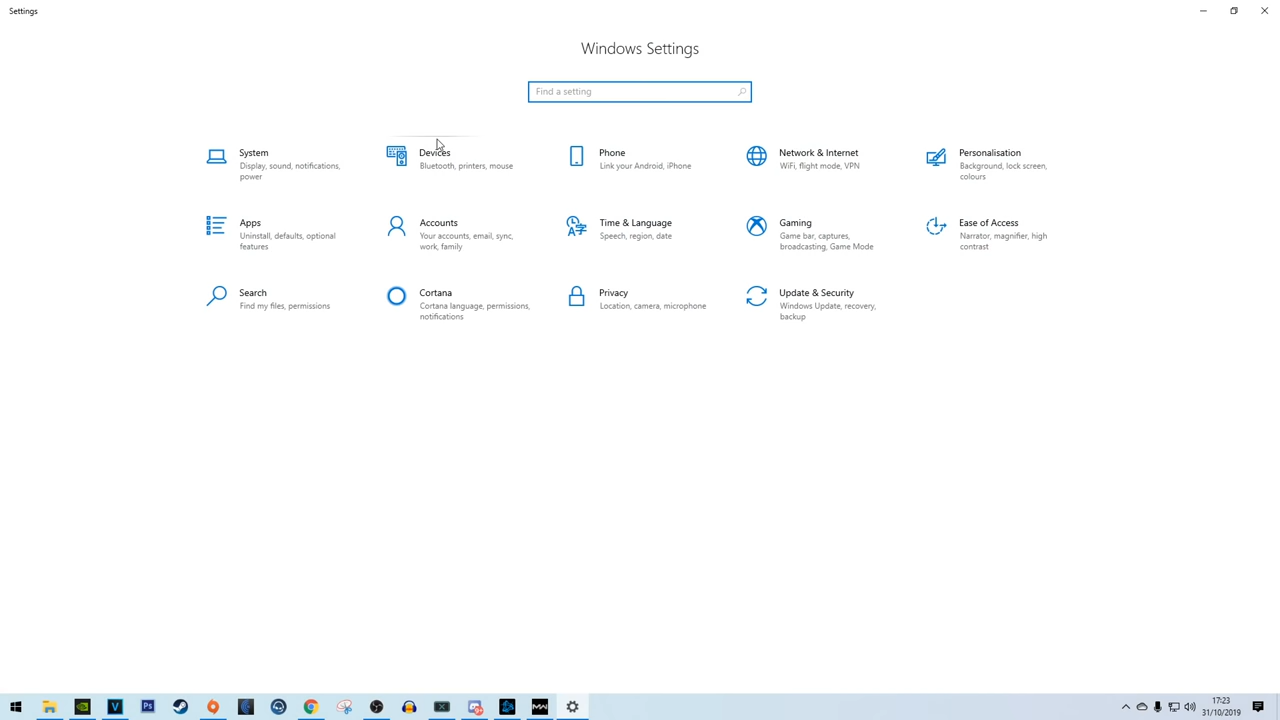 Settings
Windows Settings
Find a setting
System
Display, sound, notifications,
power
Devices
Bluetooth, printers, mouse
Phone
Link your Android, iPhone
Network & Internet
WiFi, flight mode, VPN
Personalisation
Background, lock screen,
colours
Apps
Uninstall, defaults, optional
features
Accounts
Your accounts, email, sync,
work, family
Time & Language
Speech, region, date
Gaming
Game bar, captures,
broadcasting, Game Mode
Ease of Access
Narrator, magnifier, high
contrast
Search
Find my files, permissions
Cortana
Cortana language, permissions,
notifications
Privacy
Location, camera, microphone
Update & Security
Windows Update, recovery,
backup
17:23
31/10/2019